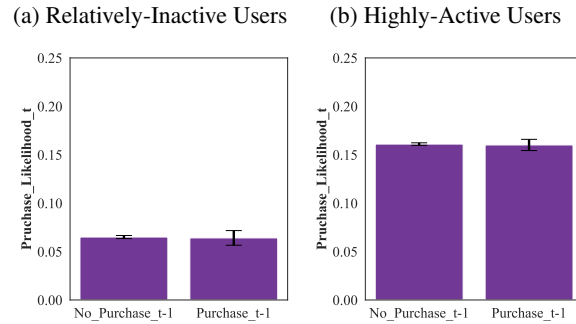 (a) Relatively-Inactive Users
(b) Highly-Active Users
Pruchase_Likelihood_t
0.25
0.20
0.15
0.10
0.05
0.00
No_Purchase_t-1
Purchase_t-1
Pruchase_Likelihood_t
0.25
0.20
0.15
0.10
0.05
0.00
No_Purchase_t-1
Purchase_t-1